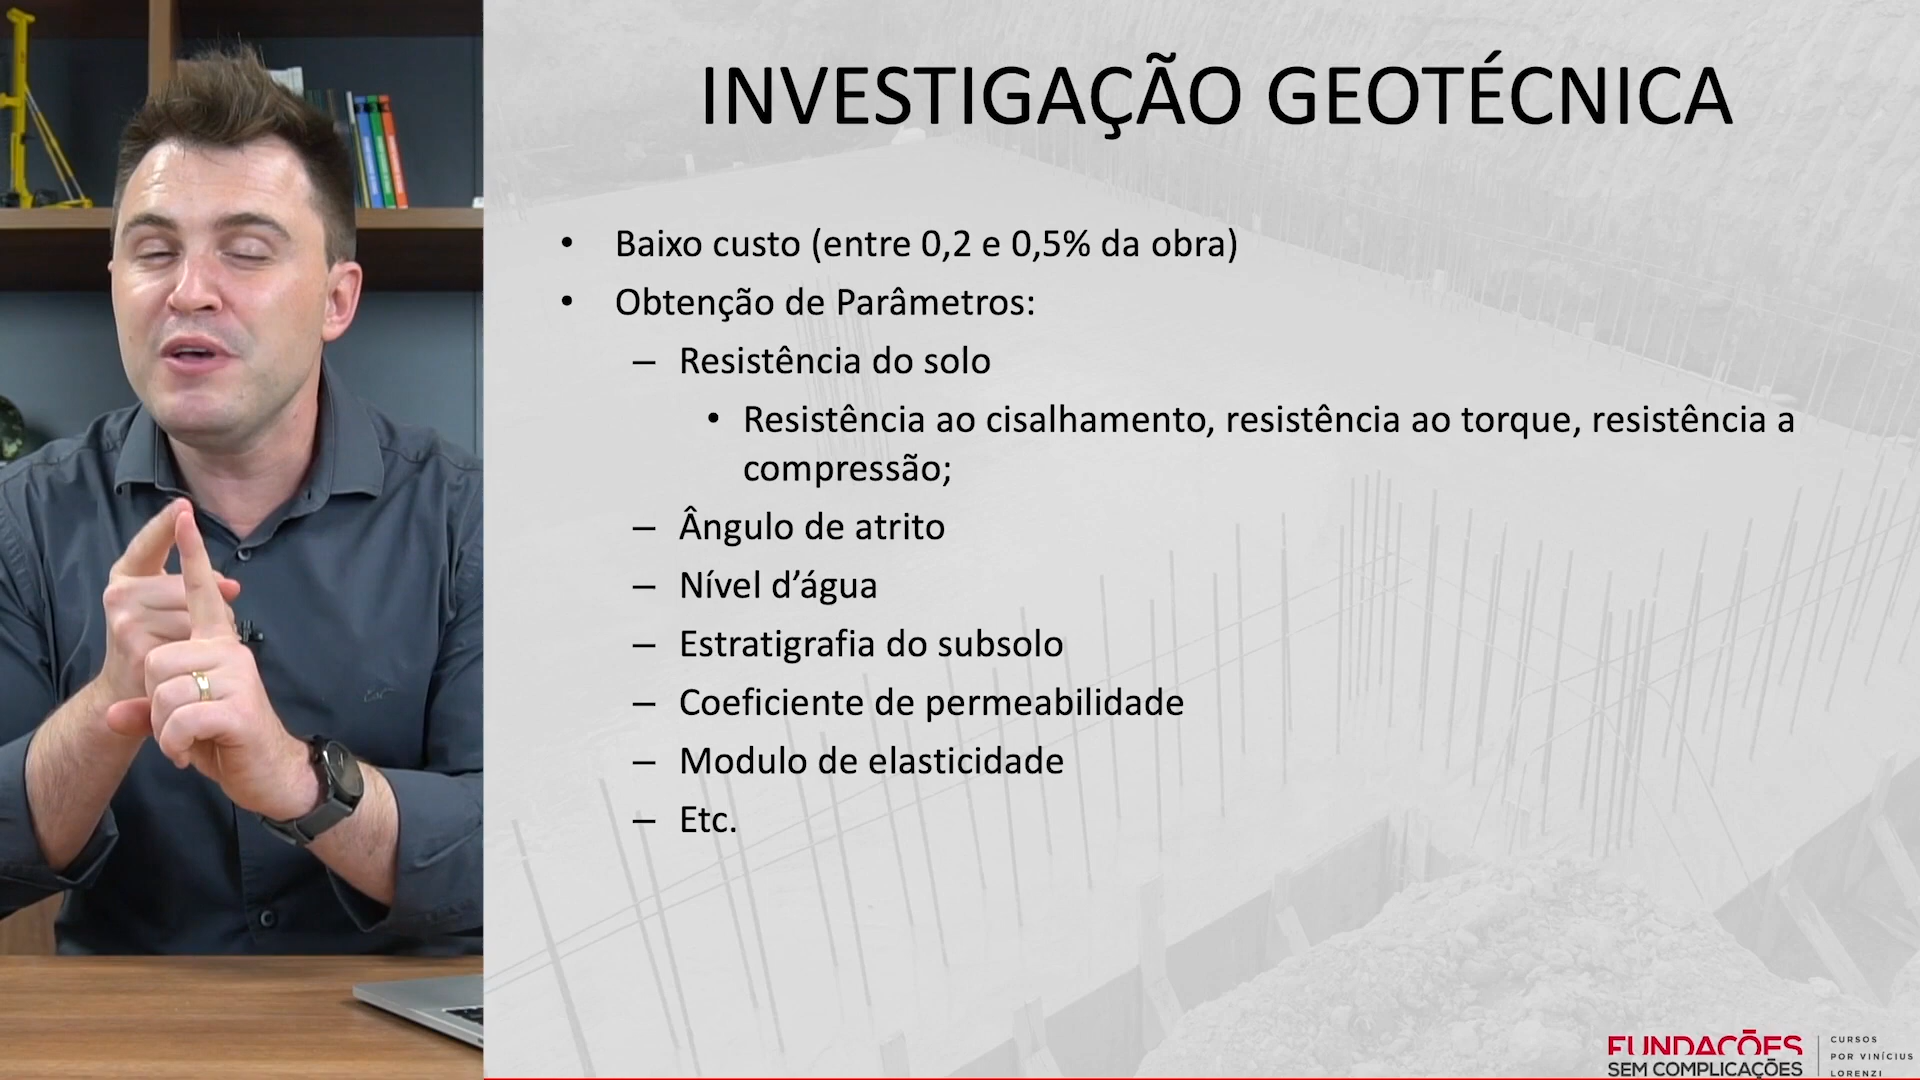 INVESTIGAÇÃO GEOTÉCNICA
• Baixo custo (entre 0,2 e 0,5% da obra)
• Obtenção de Parâmetros:
– Resistência do solo
• Resistência ao cisalhamento, resistência ao torque, resistência a
compressão;
– Ângulo de atrito
– Nível d’água
– Estratigrafia do subsolo
– Coeficiente de permeabilidade
– Modulo de elasticidade
– Etc.
FUNDAÇÕES
SEM COMPLICAÇÕES
CURSOS
POR VINÍCIUS
LORENZI